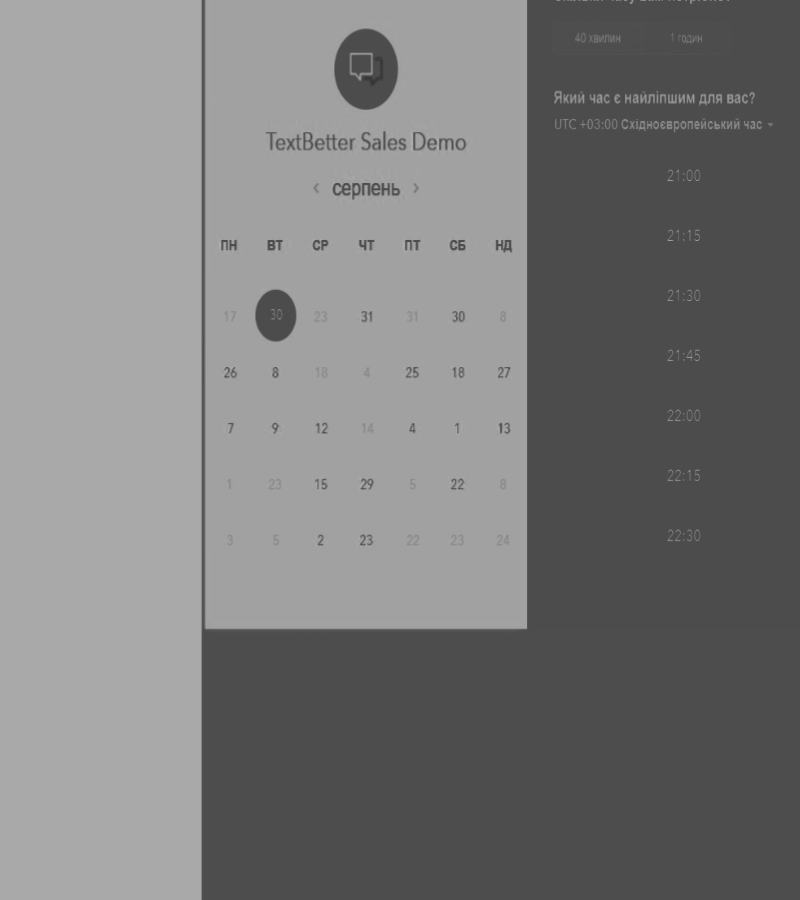 TextBetter Sales Demo
‹ серпень ›
ПН ВТ СР ЧТ ПТ СБ НД
17 30 23 31 31 30 8
26 8 18 4 25 18 27
7 9 12 14 4 1 13
1 23 15 29 5 22 8
3 5 2 23 22 23 24
40 хвилин 1 годин
Який час є найліпшим для вас?
UTC +03:00 Східноєвропейський час
21:00
21:15
21:30
21:45
22:00
22:15
22:30